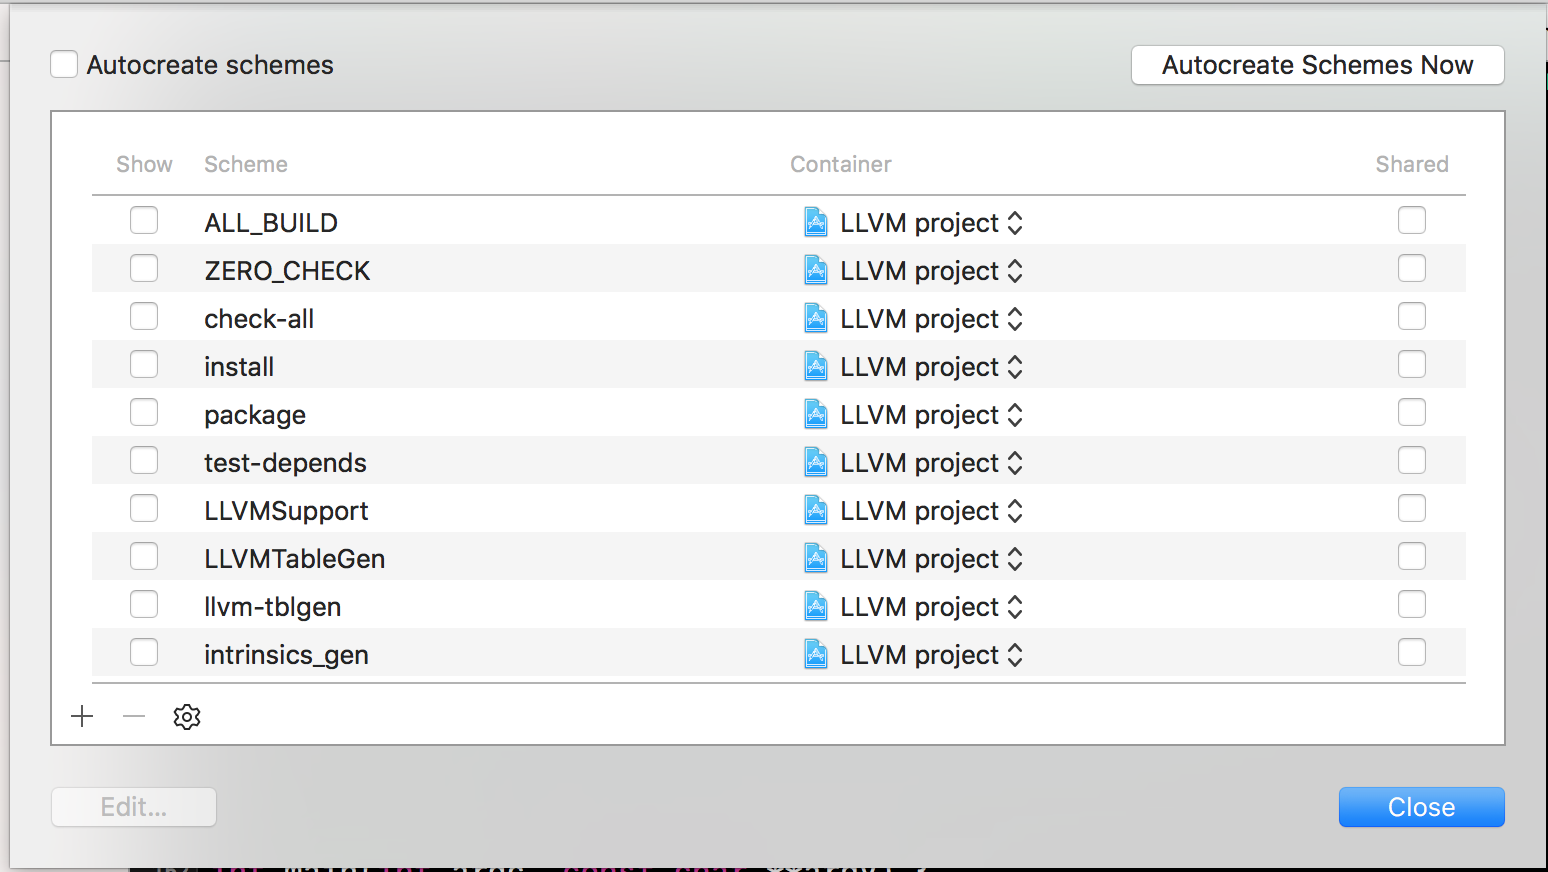 Autocreate schemes Autocreate Schemes Now
Show Scheme Container Shared
ALL_BUILD LLVM project
ZERO_CHECK LLVM project
check-all LLVM project
install LLVM project
package LLVM project
test-depends LLVM project
LLVMSupport LLVM project
LLVMTableGen LLVM project
llvm-tblgen LLVM project
intrinsics_gen LLVM project
Edit... Close